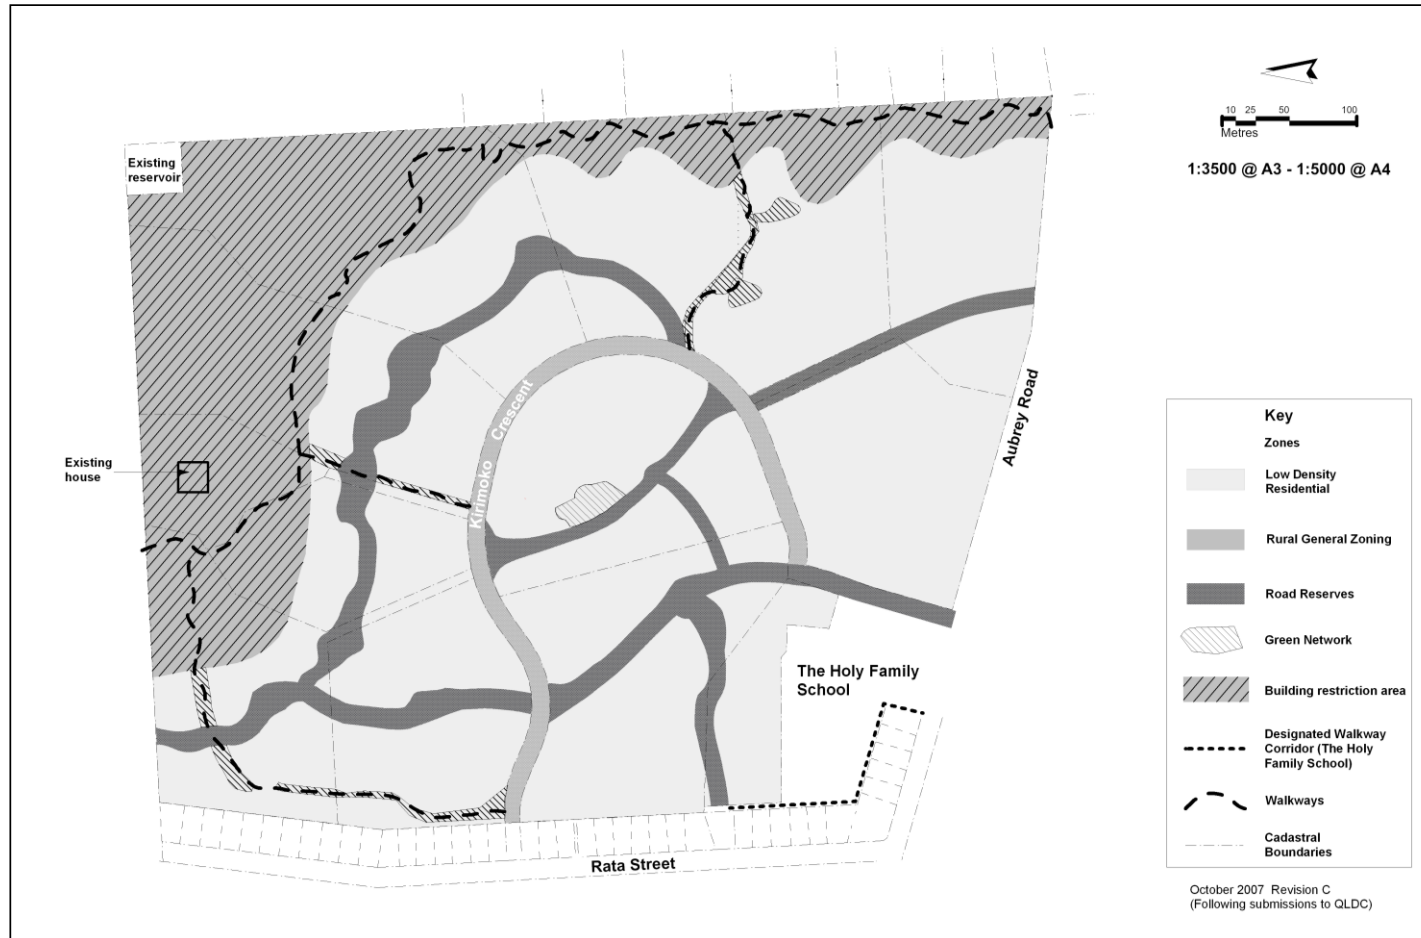 10 25 50 100
Metres
1:3500 @ A3 - 1:5000 @ A4
Existing
reservoir
Existing
house
Kirimoko Crescent
Aubrey Road
The Holy Family
School
Rata Street
Key
Zones
Low Density
Residential
Rural General Zoning
Road Reserves
Green Network
Building restriction area
Designated Walkway
Corridor (The Holy
Family School)
Walkways
Cadastral
Boundaries
October 2007 Revision C
(Following submissions to QLDC)